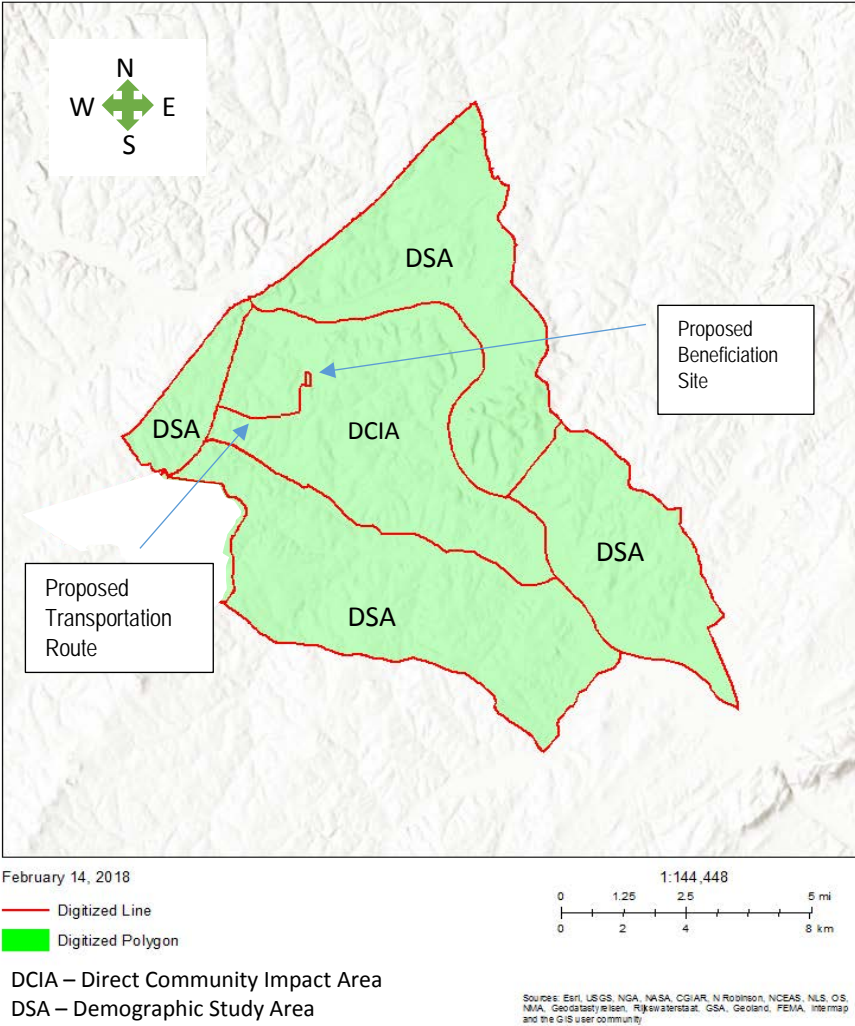 N
W E
S
DSA
Proposed
Beneficiation
Site
DSA
DCIA
DSA
Proposed
Transportation
Route
DSA
February 14, 2018
Digitized Line
Digitized Polygon
1:144,448
0 1.25 2.5 5 mi
0 2 4 8 km
DCIA – Direct Community Impact Area
DSA – Demographic Study Area
Sources: Esri, USGS, NGA, NASA, CGIAR, N Robinson, NCEAS, NLS, OS,
NMA, Geodatastyrelsen, Rijkswaterstaat, GSA, Geoland, FEMA, Intermap
and the GIS user community